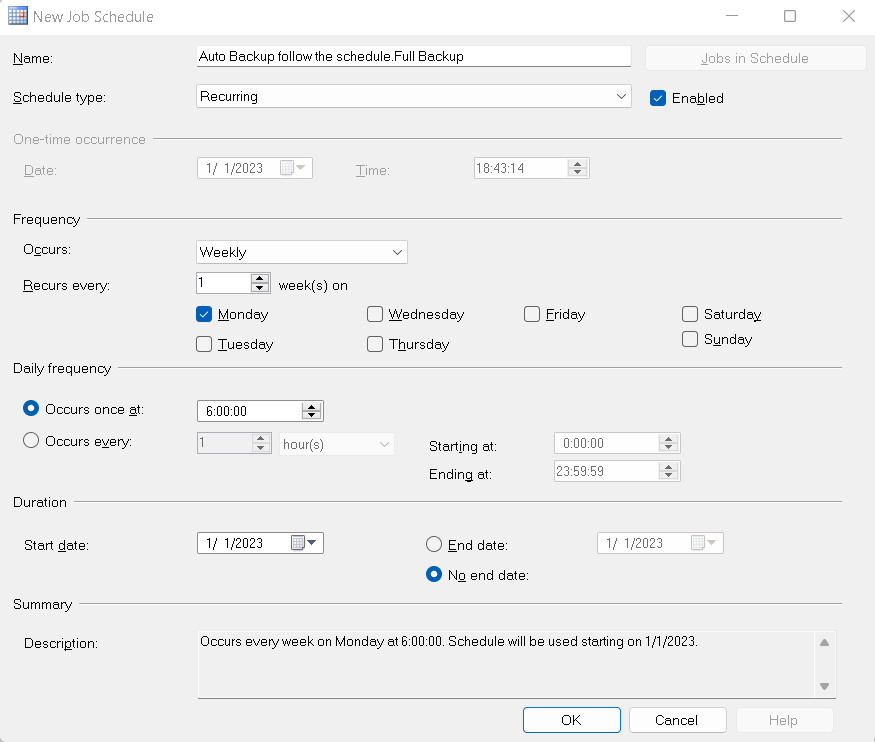 New Job Schedule
Name: Auto Backup follow the schedule.Full Backup Jobs in Schedule
Schedule type: Recurring Enabled
One-time occurrence
Date: 1/ 1/2023 Time: 18:43:14
Frequency
Occurs: Weekly
Recurs every: 1 week(s) on
Monday Wednesday Friday Saturday
Tuesday Thursday Sunday
Daily frequency
Occurs once at: 6:00:00
Occurs every: 1 hour(s) Starting at: 0:00:00
Ending at: 23:59:59
Duration
Start date: 1/ 1/2023 End date: 1/ 1/2023
No end date:
Summary
Description: Occurs every week on Monday at 6:00:00. Schedule will be used starting on 1/1/2023.
OK Cancel Help